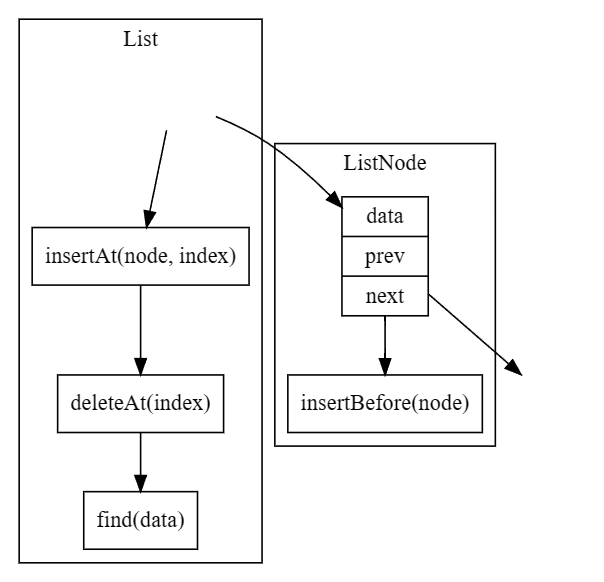 List
insertAt(node, index)
deleteAt(index)
find(data)
ListNode
data
prev
next
insertBefore(node)